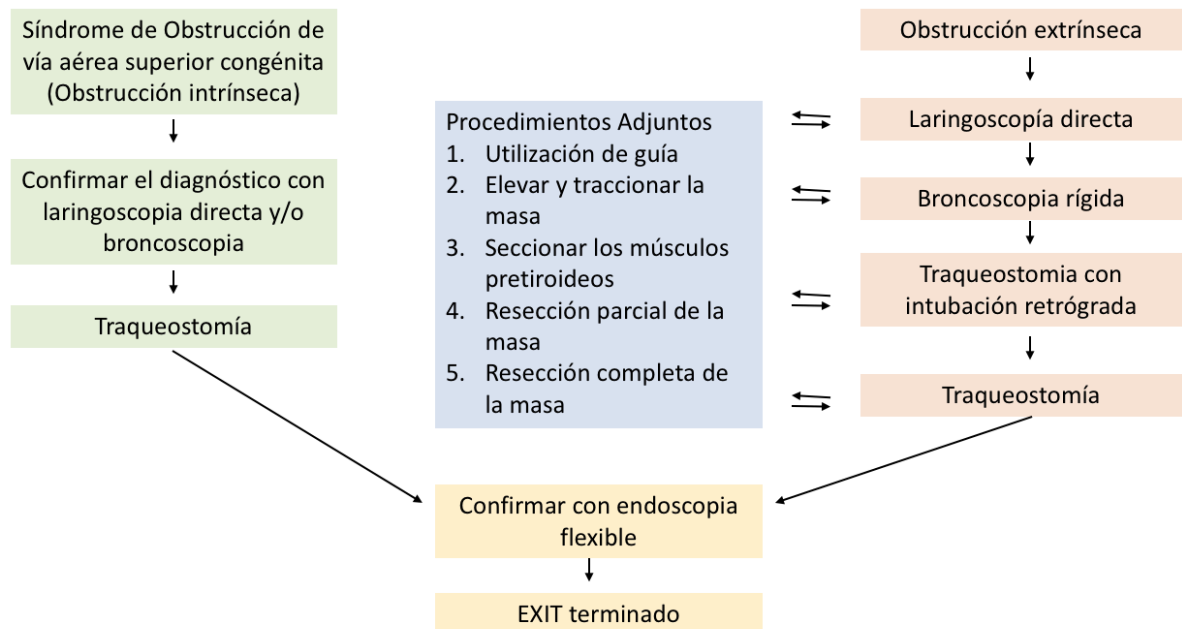 Síndrome de Obstrucción de
vía aérea superior congénita
(Obstrucción intrínseca)
Confirmar el diagnóstico con
laringoscopia directa y/o
broncoscopia
Traqueostomía
Procedimientos Adjuntos
1. Utilización de guía
2. Elevar y traccionar la
masa
3. Seccionar los músculos
pretiroideos
4. Resección parcial de la
masa
5. Resección completa de
la masa
Obstrucción extrínseca
Laringoscopía directa
Broncoscopia rígida
Traqueostomia con
intubación retrógrada
Traqueostomía
Confirmar con endoscopia
flexible
EXIT terminado